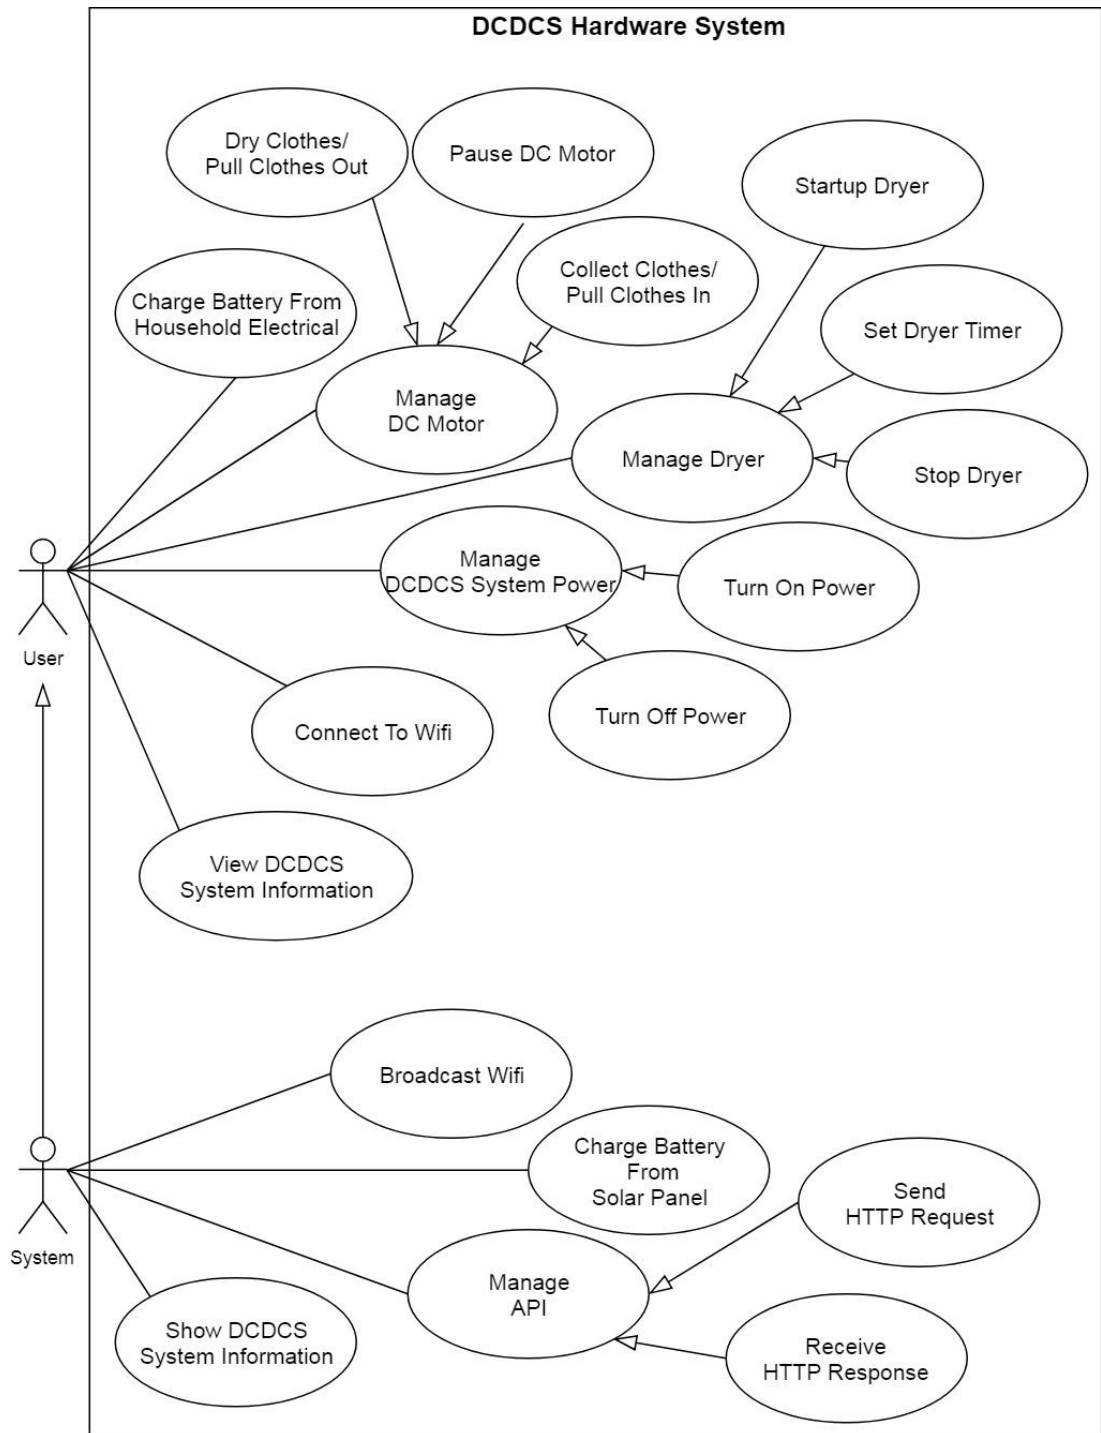 DCDCS Hardware System
Dry Clothes/
Pull Clothes Out
Pause DC Motor
Startup Dryer
Collect Clothes/
Pull Clothes In
Charge Battery From
Household Electrical
Set Dryer Timer
Manage
DC Motor
Manage Dryer
Stop Dryer
Manage
DCDCS System Power
Turn On Power
User
Turn Off Power
Connect To Wifi
View DCDCS
System Information
Broadcast Wifi
Charge Battery
From
Solar Panel
Send
HTTP Request
System
Manage
API
Show DCDCS
System Information
Receive
HTTP Response